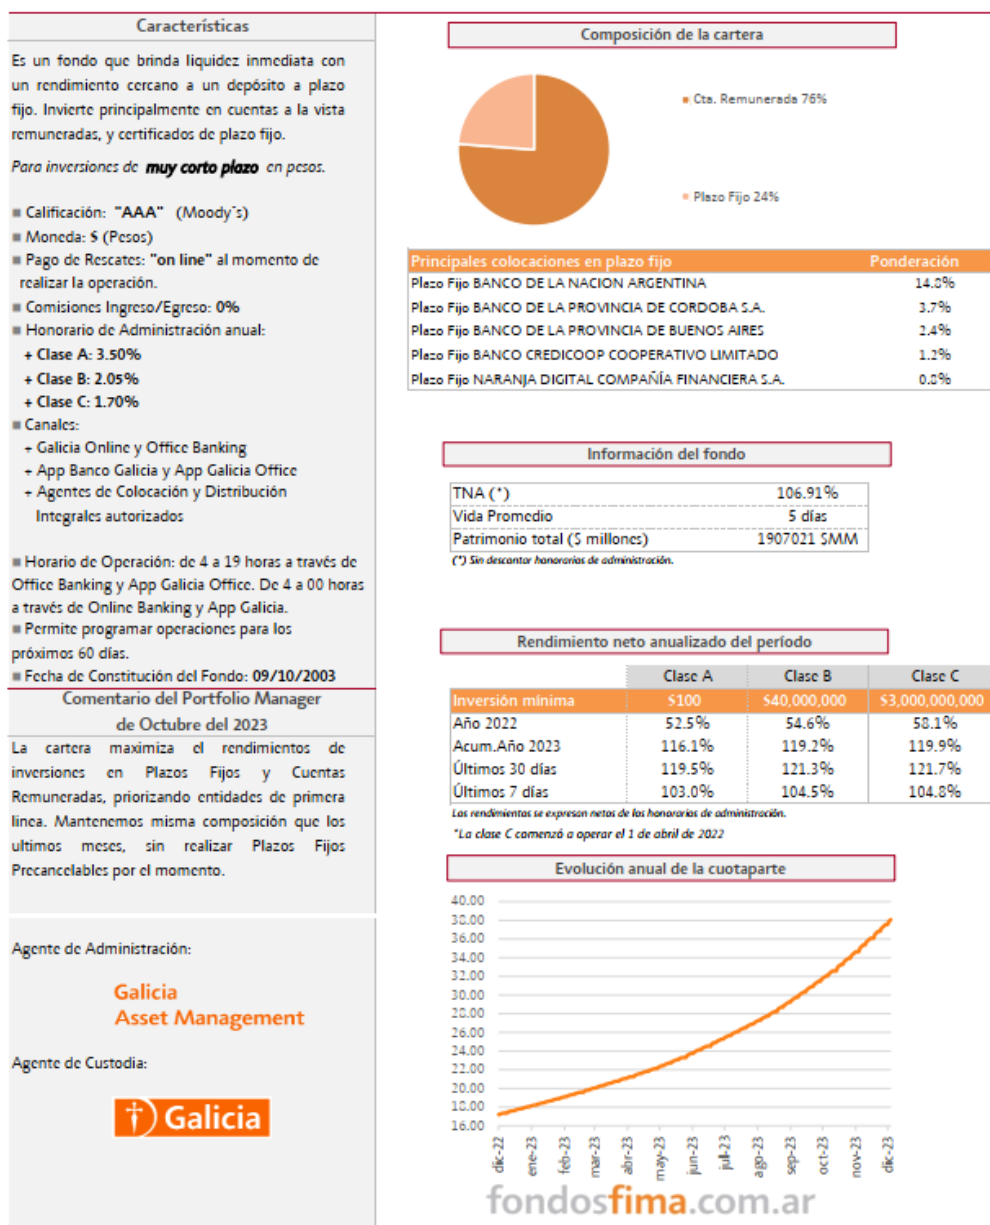 Características
Es un fondo que brinda liquidez inmediata con
un rendimiento cercano a un depósito a plazo
fijo. Invierte principalmente en cuentas a la vista
remuneradas, y certificados de plazo fijo.
Para inversiones de muy corto plazo en pesos.
Calificación: "AAA" (Moody´s)
Moneda: $ (Pesos)
Pago de Rescates: "on line" al momento de
realizar la operación.
Comisiones Ingreso/Egreso: 0%
Honorario de Administración anual:
+ Clase A: 3.50%
+ Clase B: 2.05%
+ Clase C: 1.70%
Canales:
+ Galicia Online y Office Banking
+ App Banco Galicia y App Galicia Office
+ Agentes de Colocación y Distribución
Integrales autorizados
Horario de Operación: de 4 a 19 horas a través de
Office Banking y App Galicia Office. De 4 a 00 horas
a través de Online Banking y App Galicia.
Permite programar operaciones para los
próximos 60 días.
Fecha de Constitución del Fondo: 09/10/2003
Comentario del Portfolio Manager
de Octubre del 2023
La cartera maximiza el rendimientos de
inversiones en Plazos Fijos y Cuentas
Remuneradas, priorizando entidades de primera
linea. Mantenemos misma composición que los
ultimos meses, sin realizar Plazos Fijos
Precancelables por el momento.
Agente de Administración:
Galicia
Asset Management
Agente de Custodia:
Galicia
Composición de la cartera
Cta. Remunerada 76%
Plazo Fijo 24%
Principales colocaciones en plazo fijo Ponderación
Plazo Fijo BANCO DE LA NACION ARGENTINA 14.8%
Plazo Fijo BANCO DE LA PROVINCIA DE CORDOBA S.A. 3.7%
Plazo Fijo BANCO DE LA PROVINCIA DE BUENOS AIRES 2.4%
Plazo Fijo BANCO CREDICOOP COOPERATIVO LIMITADO 1.2%
Plazo Fijo NARANJA DIGITAL COMPAÑÍA FINANCIERA S.A. 0.8%
Información del fondo
TNA (*) 106.91%
Vida Promedio 5 días
Patrimonio total ($ millones) 1907021 $MM
(*) Sin descontar honorarios de administración.
Rendimiento neto anualizado del período
Clase A Clase B Clase C
Inversión mínima $100 $40,000,000 $3,000,000,000
Año 2022 52.5% 54.6% 58.1%
Acum.Año 2023 116.1% 119.2% 119.9%
Últimos 30 días 119.5% 121.3% 121.7%
Últimos 7 días 103.0% 104.5% 104.8%
Los rendimientos se expresan netos de los honorarios de administración.
*La clase C comenzó a operar el 1 de abril de 2022
Evolución anual de la cuotaparte
40.00
38.00
36.00
34.00
32.00
30.00
28.00
26.00
24.00
22.00
20.00
18.00
16.00
dic-22 ene-23 feb-23 mar-23 abr-23 may-23 jun-23 jul-23 ago-23 sep-23 oct-23 nov-23 dic-23
fondosfima.com.ar